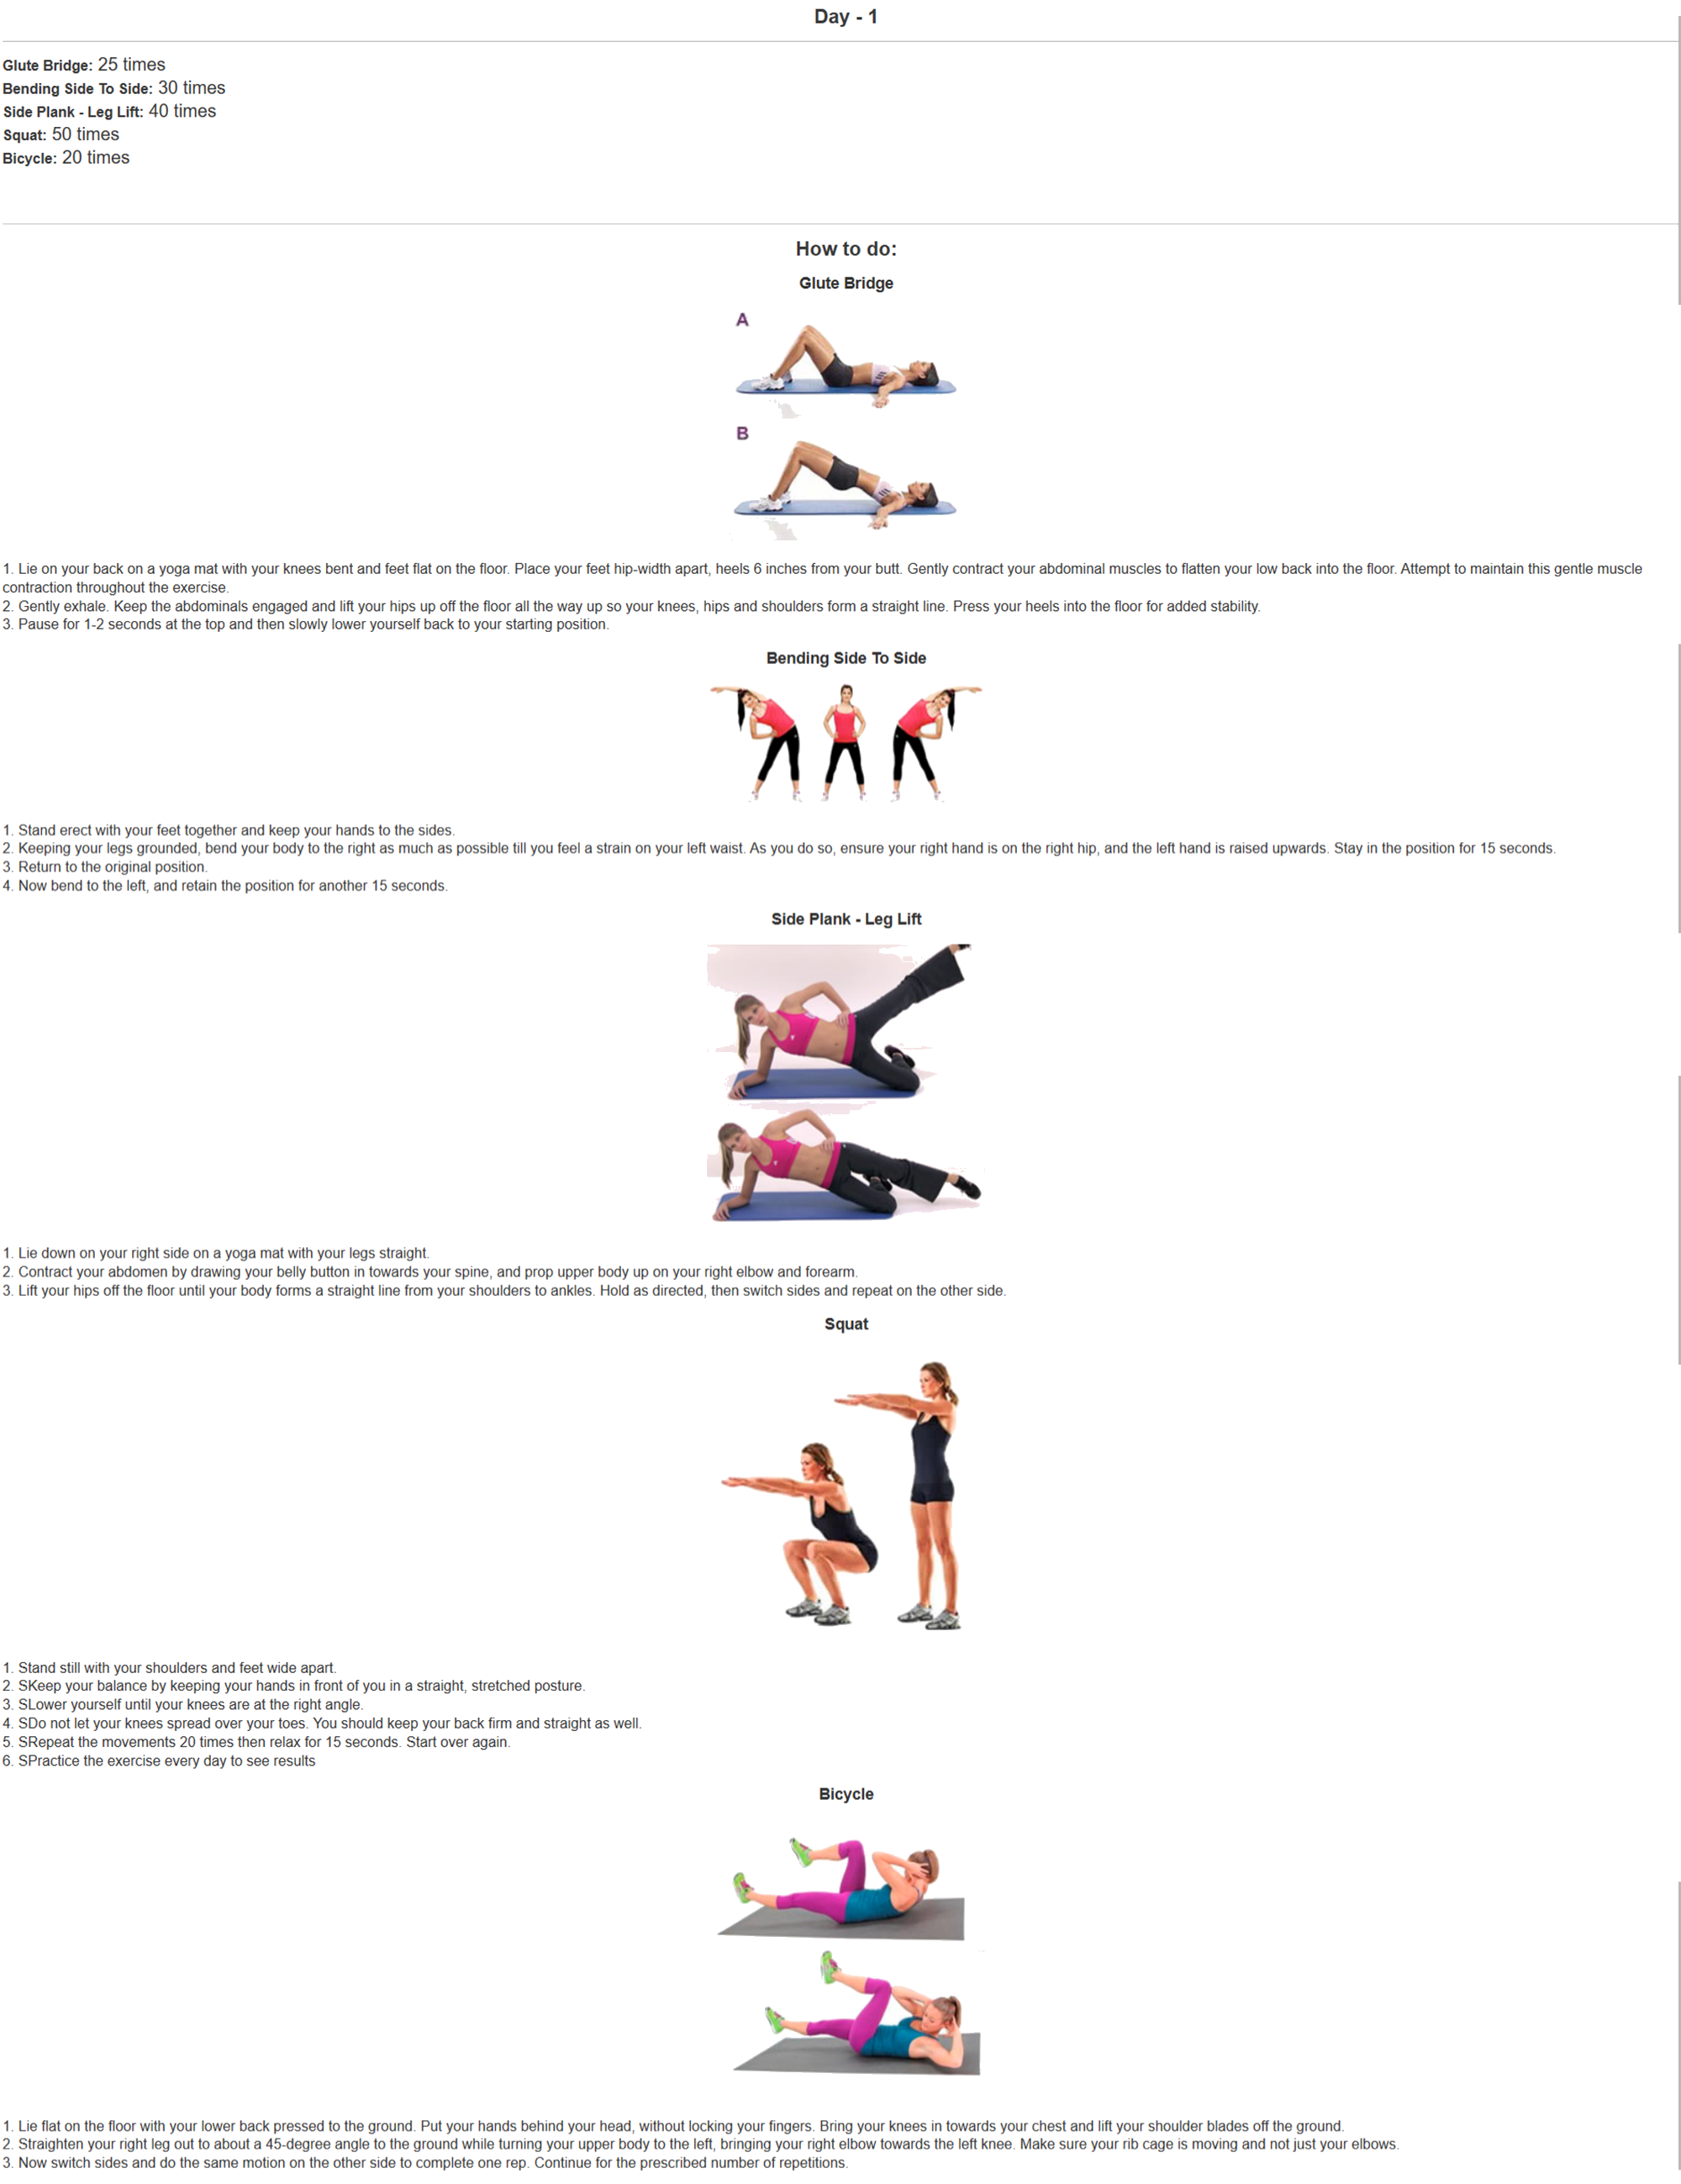 Day - 1
Glute Bridge: 25 times
Bending Side To Side: 30 times
Side Plank - Leg Lift: 40 times
Squat: 50 times
Bicycle: 20 times
How to do:
Glute Bridge
A
B
1. Lie on your back on a yoga mat with your knees bent and feet flat on the floor. Place your feet hip-width apart, heels 6 inches from your butt. Gently contract your abdominal muscles to flatten your low back into the floor. Attempt to maintain this gentle muscle
contraction throughout the exercise.
2. Gently exhale. Keep the abdominals engaged and lift your hips up off the floor all the way up so your knees, hips and shoulders form a straight line. Press your heels into the floor for added stability.
3. Pause for 1-2 seconds at the top and then slowly lower yourself back to your starting position.
Bending Side To Side
1. Stand erect with your feet together and keep your hands to the sides.
2. Keeping your legs grounded, bend your body to the right as much as possible till you feel a strain on your left waist. As you do so, ensure your right hand is on the right hip, and the left hand is raised upwards. Stay in the position for 15 seconds.
3. Return to the original position.
4. Now bend to the left, and retain the position for another 15 seconds.
Side Plank - Leg Lift
1. Lie down on your right side on a yoga mat with your legs straight.
2. Contract your abdomen by drawing your belly button in towards your spine, and prop upper body up on your right elbow and forearm.
3. Lift your hips off the floor until your body forms a straight line from your shoulders to ankles. Hold as directed, then switch sides and repeat on the other side.
Squat
1. Stand still with your shoulders and feet wide apart.
2. SKeep your balance by keeping your hands in front of you in a straight, stretched posture.
3. SLower yourself until your knees are at the right angle.
4. SDo not let your knees spread over your toes. You should keep your back firm and straight as well.
5. SRepeat the movements 20 times then relax for 15 seconds. Start over again.
6. SPractice the exercise every day to see results
Bicycle
1. Lie flat on the floor with your lower back pressed to the ground. Put your hands behind your head, without locking your fingers. Bring your knees in towards your chest and lift your shoulder blades off the ground.
2. Straighten your right leg out to about a 45-degree angle to the ground while turning your upper body to the left, bringing your right elbow towards the left knee. Make sure your rib cage is moving and not just your elbows.
3. Now switch sides and do the same motion on the other side to complete one rep. Continue for the prescribed number of repetitions.